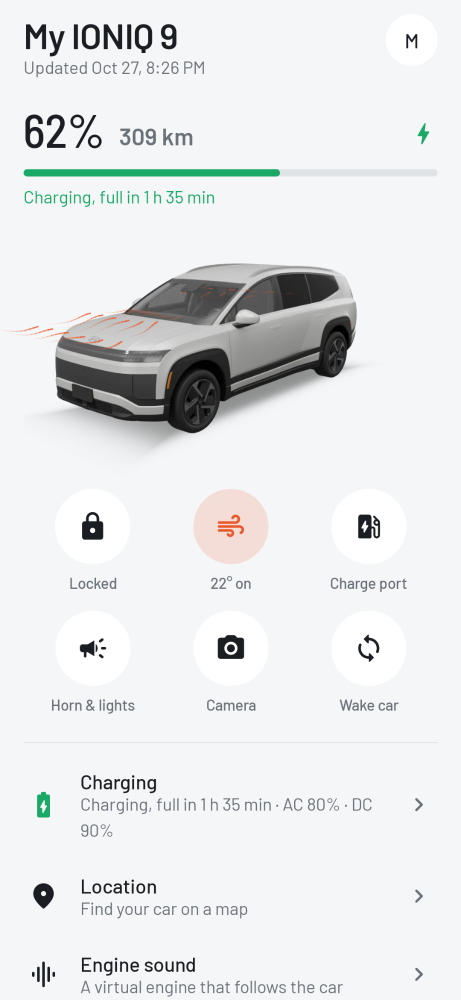 My IONIQ 9
M
Updated Oct 27, 8:26 PM
62% 309 km
Charging, full in 1 h 35 min
Locked
22° on
Charge port
Horn & lights
Camera
Wake car
Charging
Charging, full in 1 h 35 min · AC 80% · DC
90%
Location
Find your car on a map
Engine sound
A virtual engine that follows the car